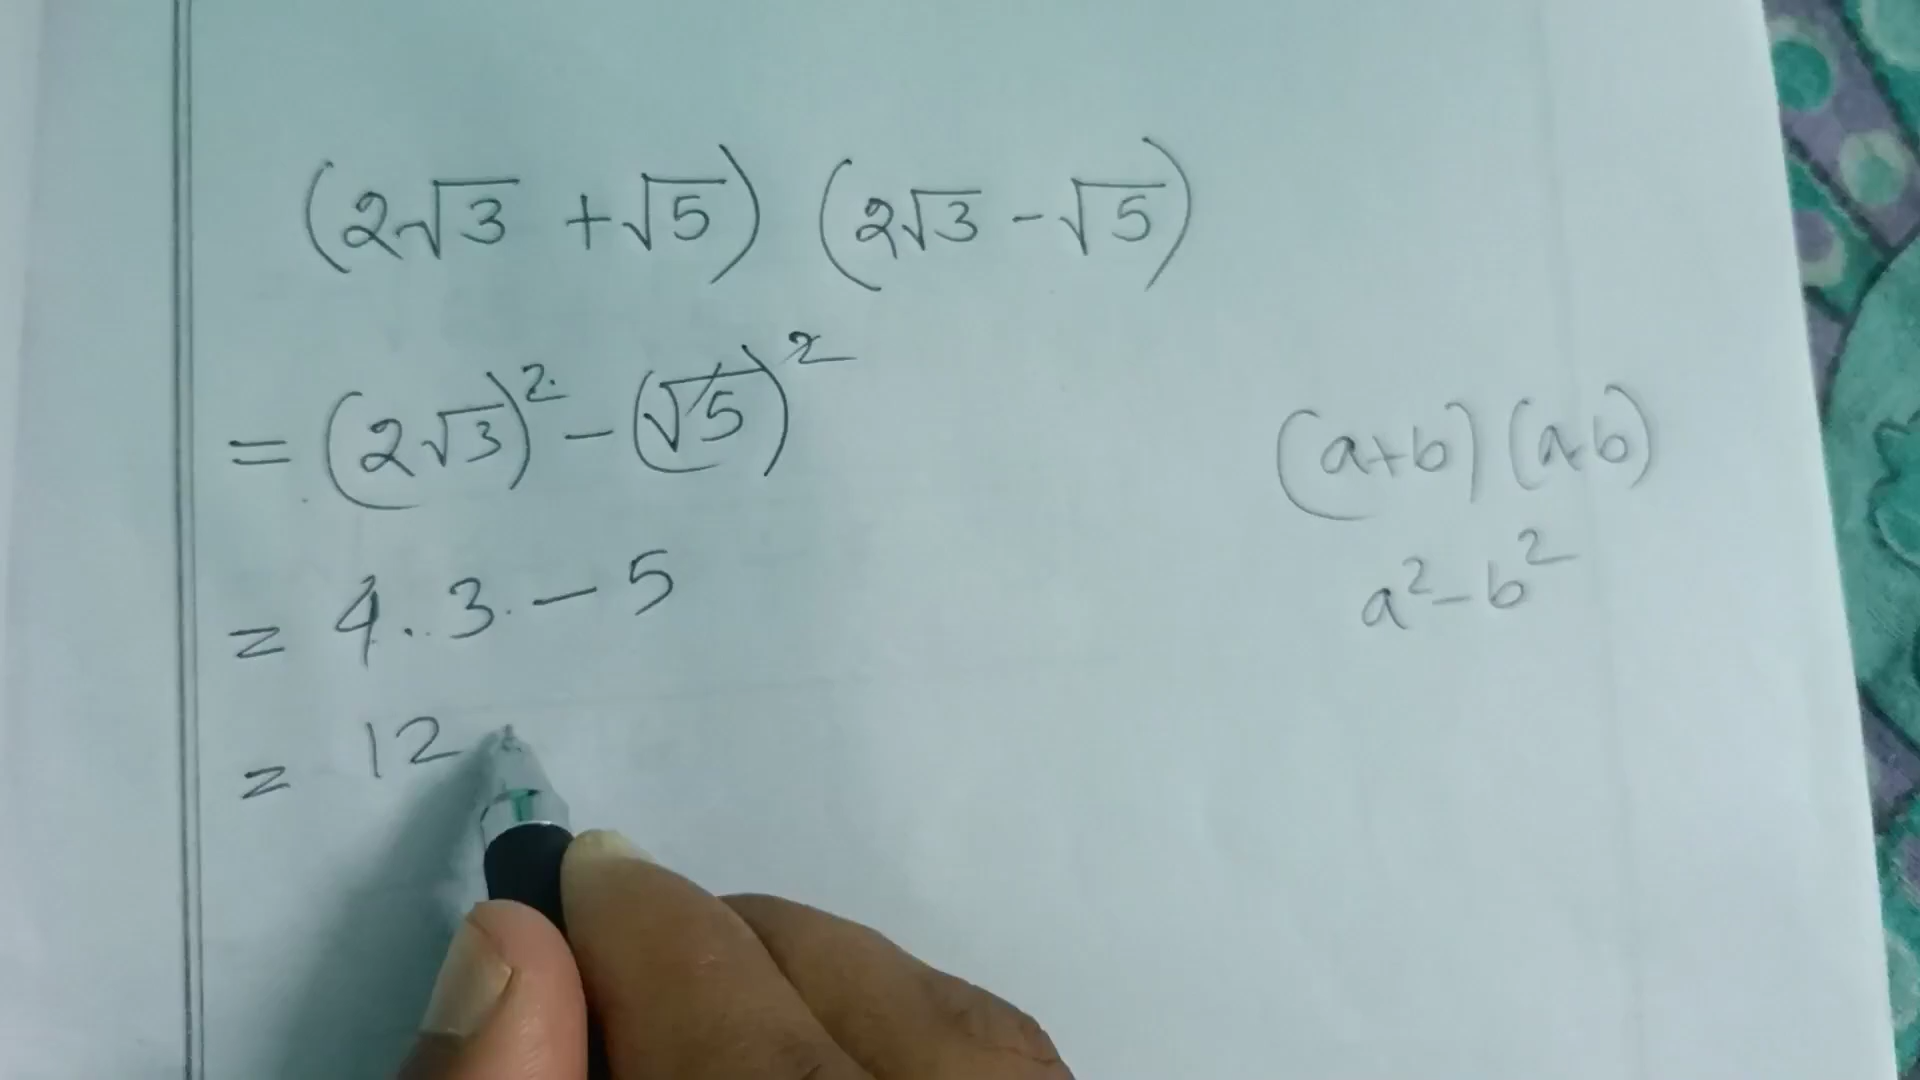 (2√3 + √5) (2√3 - √5)
= (2√3)² - (√5)²
(a+b) (a-b)
a² - b²
= 4 . 3 - 5
= 12